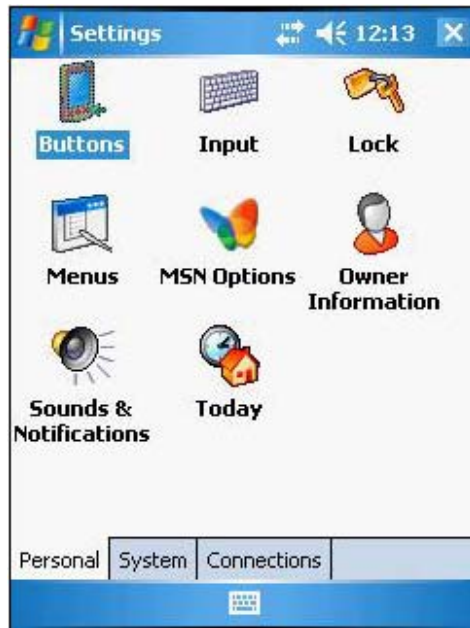 Settings 12:13
Buttons Input Lock
Menus MSN Options Owner
Information
Sounds & Today
Notifications
Personal System Connections